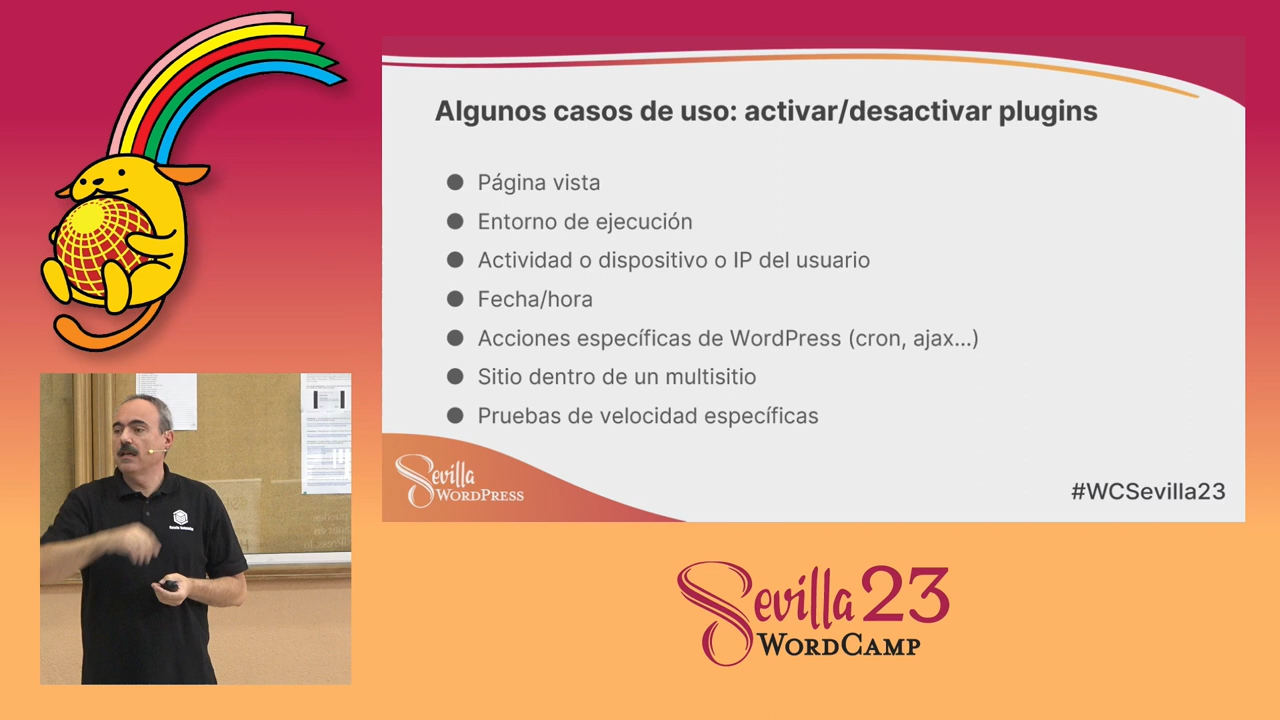 Algunos casos de uso: activar/desactivar plugins
● Página vista
● Entorno de ejecución
● Actividad o dispositivo o IP del usuario
● Fecha/hora
● Acciones específicas de WordPress (cron, ajax...)
● Sitio dentro de un multisitio
● Pruebas de velocidad específicas
Sevilla
WORDPRESS
#WCSevilla23
Sevilla 23
WORDCAMP